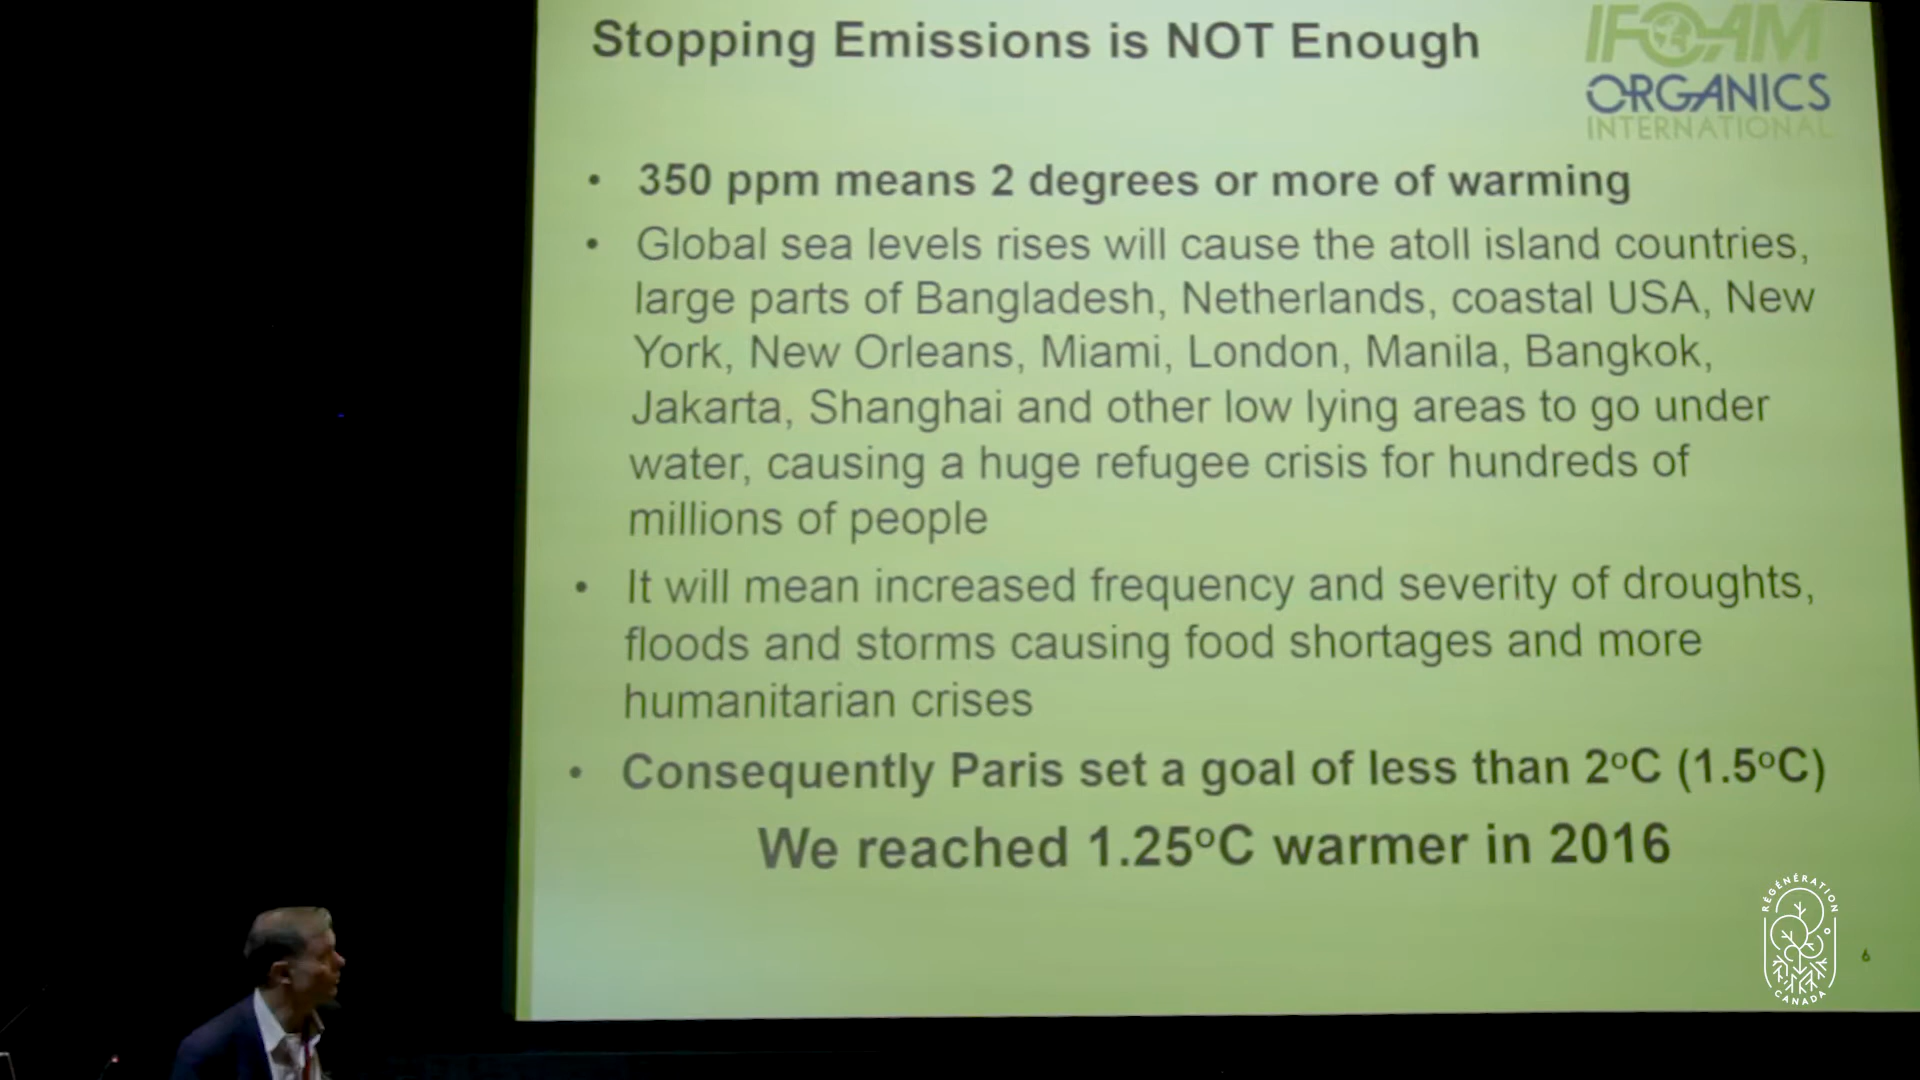 Stopping Emissions is NOT Enough
IFOAM
ORGANICS
INTERNATIONAL
• 350 ppm means 2 degrees or more of warming
• Global sea levels rises will cause the atoll island countries,
large parts of Bangladesh, Netherlands, coastal USA, New
York, New Orleans, Miami, London, Manila, Bangkok,
Jakarta, Shanghai and other low lying areas to go under
water, causing a huge refugee crisis for hundreds of
millions of people
• It will mean increased frequency and severity of droughts,
floods and storms causing food shortages and more
humanitarian crises
• Consequently Paris set a goal of less than 2ºC (1.5ºC)
We reached 1.25ºC warmer in 2016
RÉGÉNÉRATION
CANADA
6